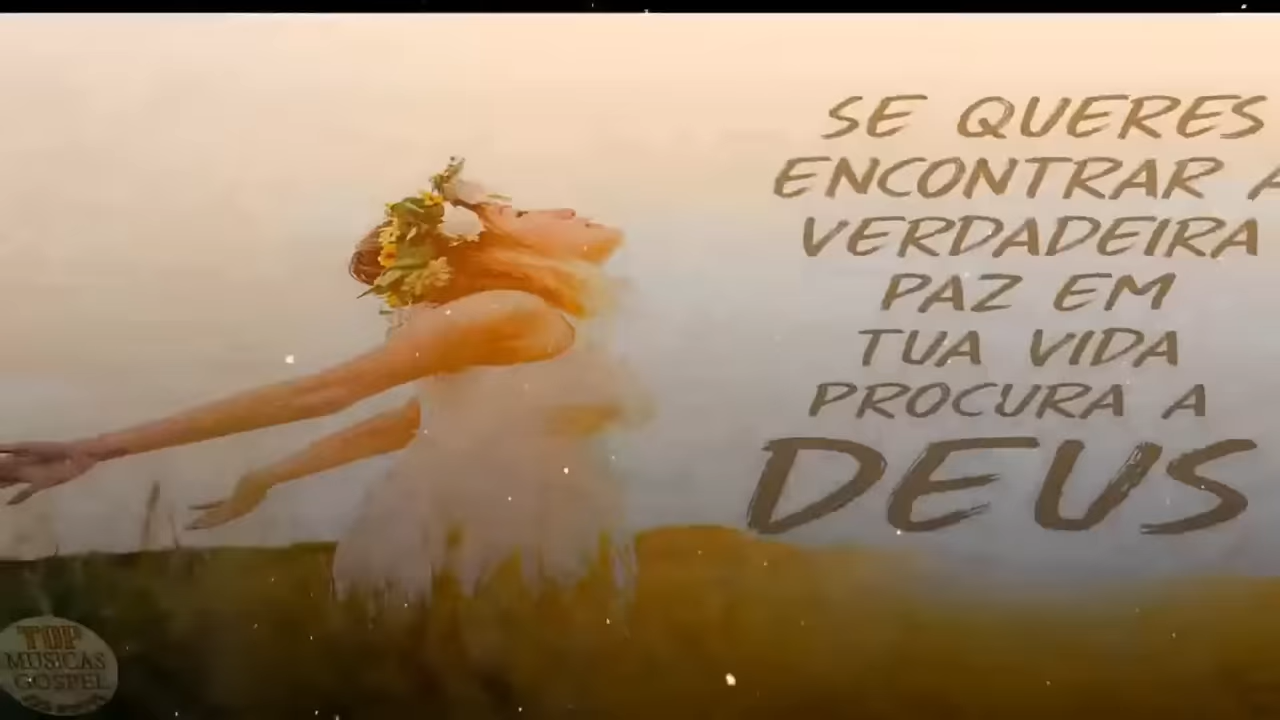 SE QUERES
ENCONTRAR A
VERDADEIRA
PAZ EM
TUA VIDA
PROCURA A
DEUS
TOP
MUSICAS
GOSPEL